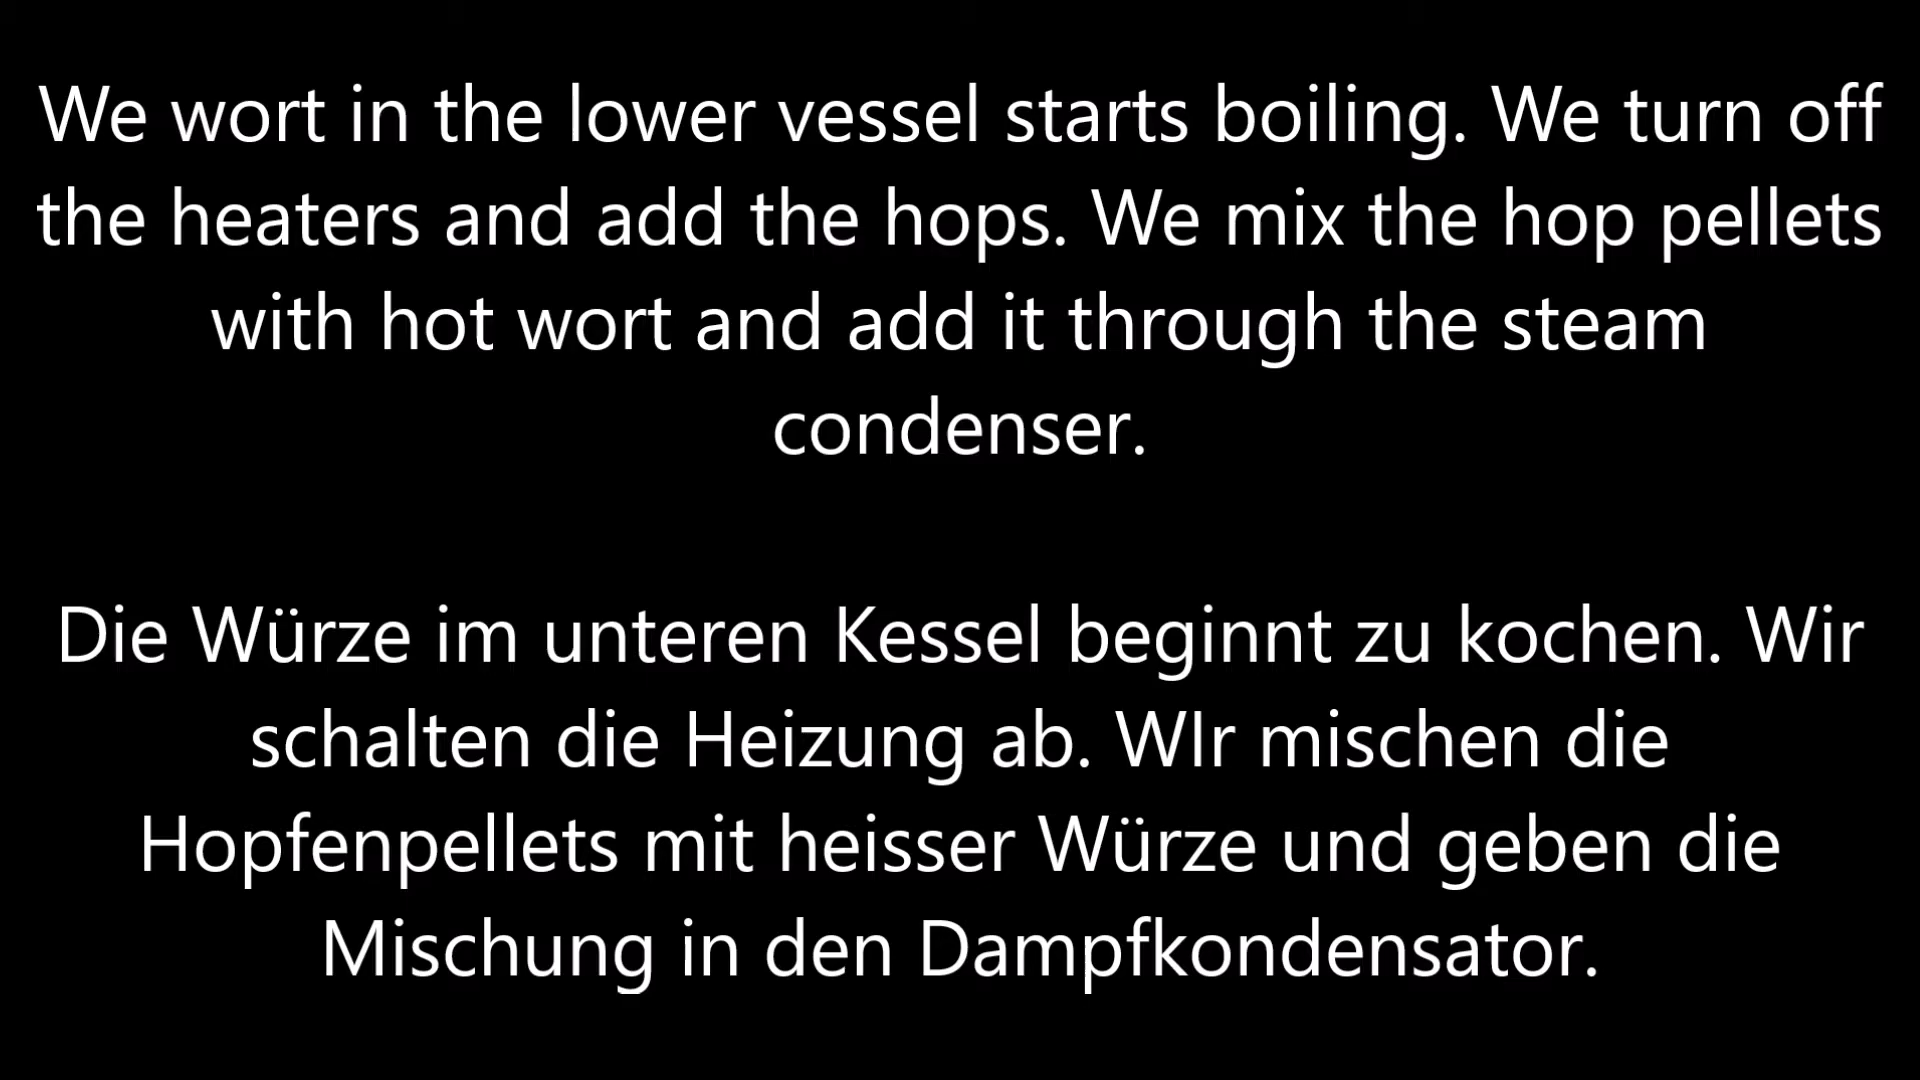 We wort in the lower vessel starts boiling. We turn off
the heaters and add the hops. We mix the hop pellets
with hot wort and add it through the steam
condenser.
Die Würze im unteren Kessel beginnt zu kochen. Wir
schalten die Heizung ab. WIr mischen die
Hopfenpellets mit heisser Würze und geben die
Mischung in den Dampfkondensator.